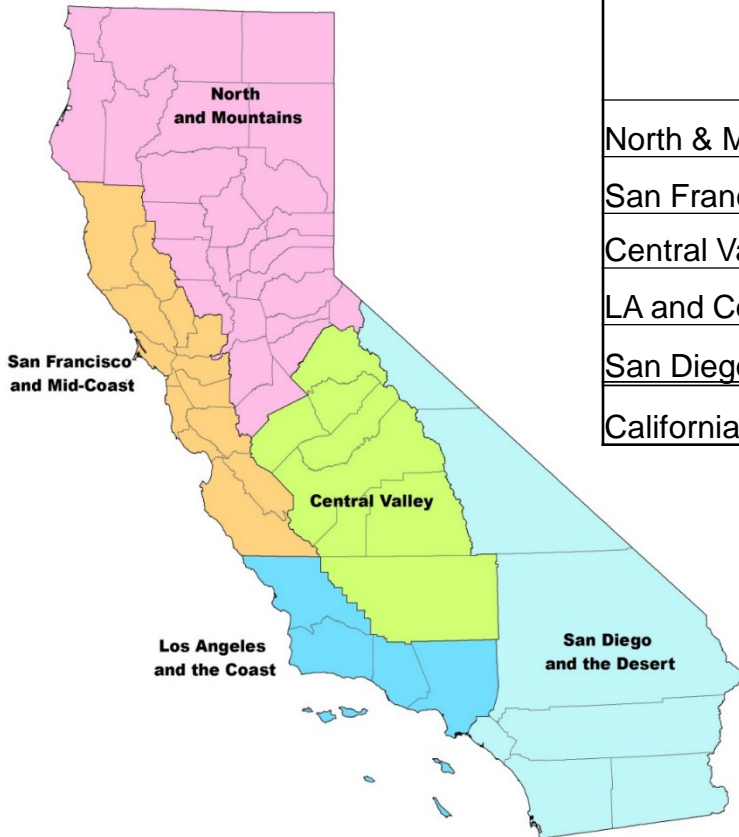 North
and Mountains
San Francisco
and Mid-Coast
Central Valley
Los Angeles
and the Coast
San Diego
and the Desert
North &
San
Central
LA and
San
California